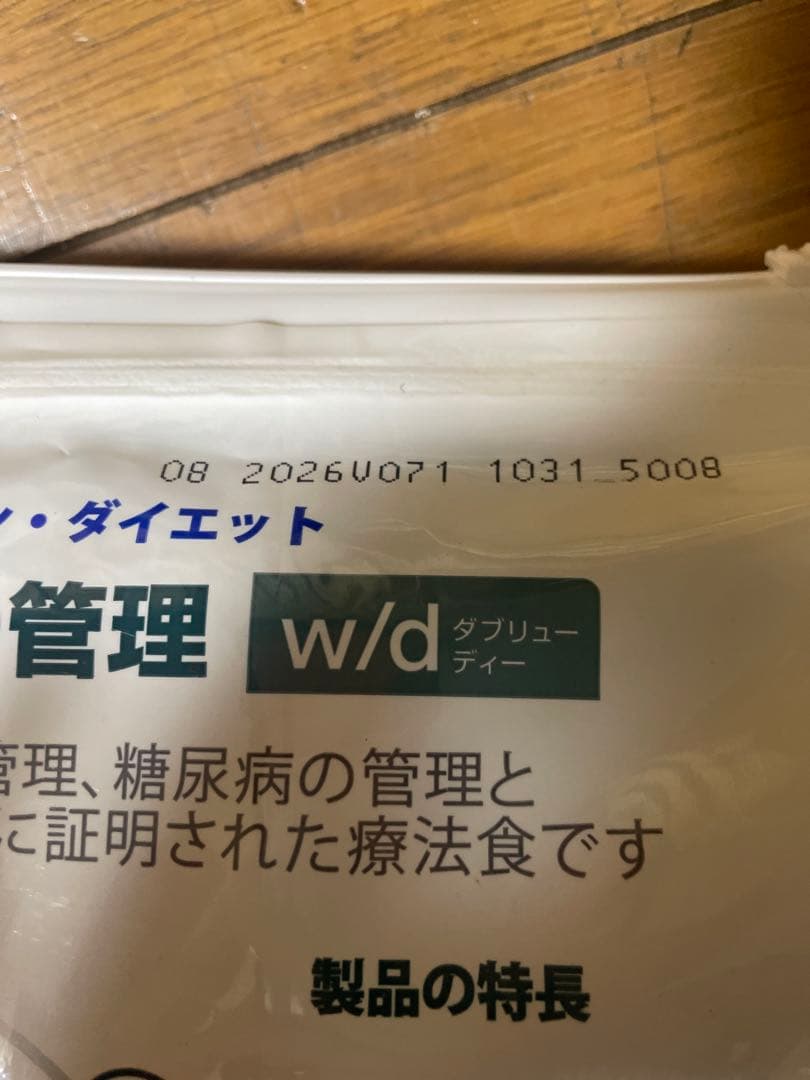 08 2026V071 1031_5008
ン・ダイエット
管理
w/d
ダブリュー
ディー
管理、糖尿病の管理と
に証明された療法食です
製品の特長